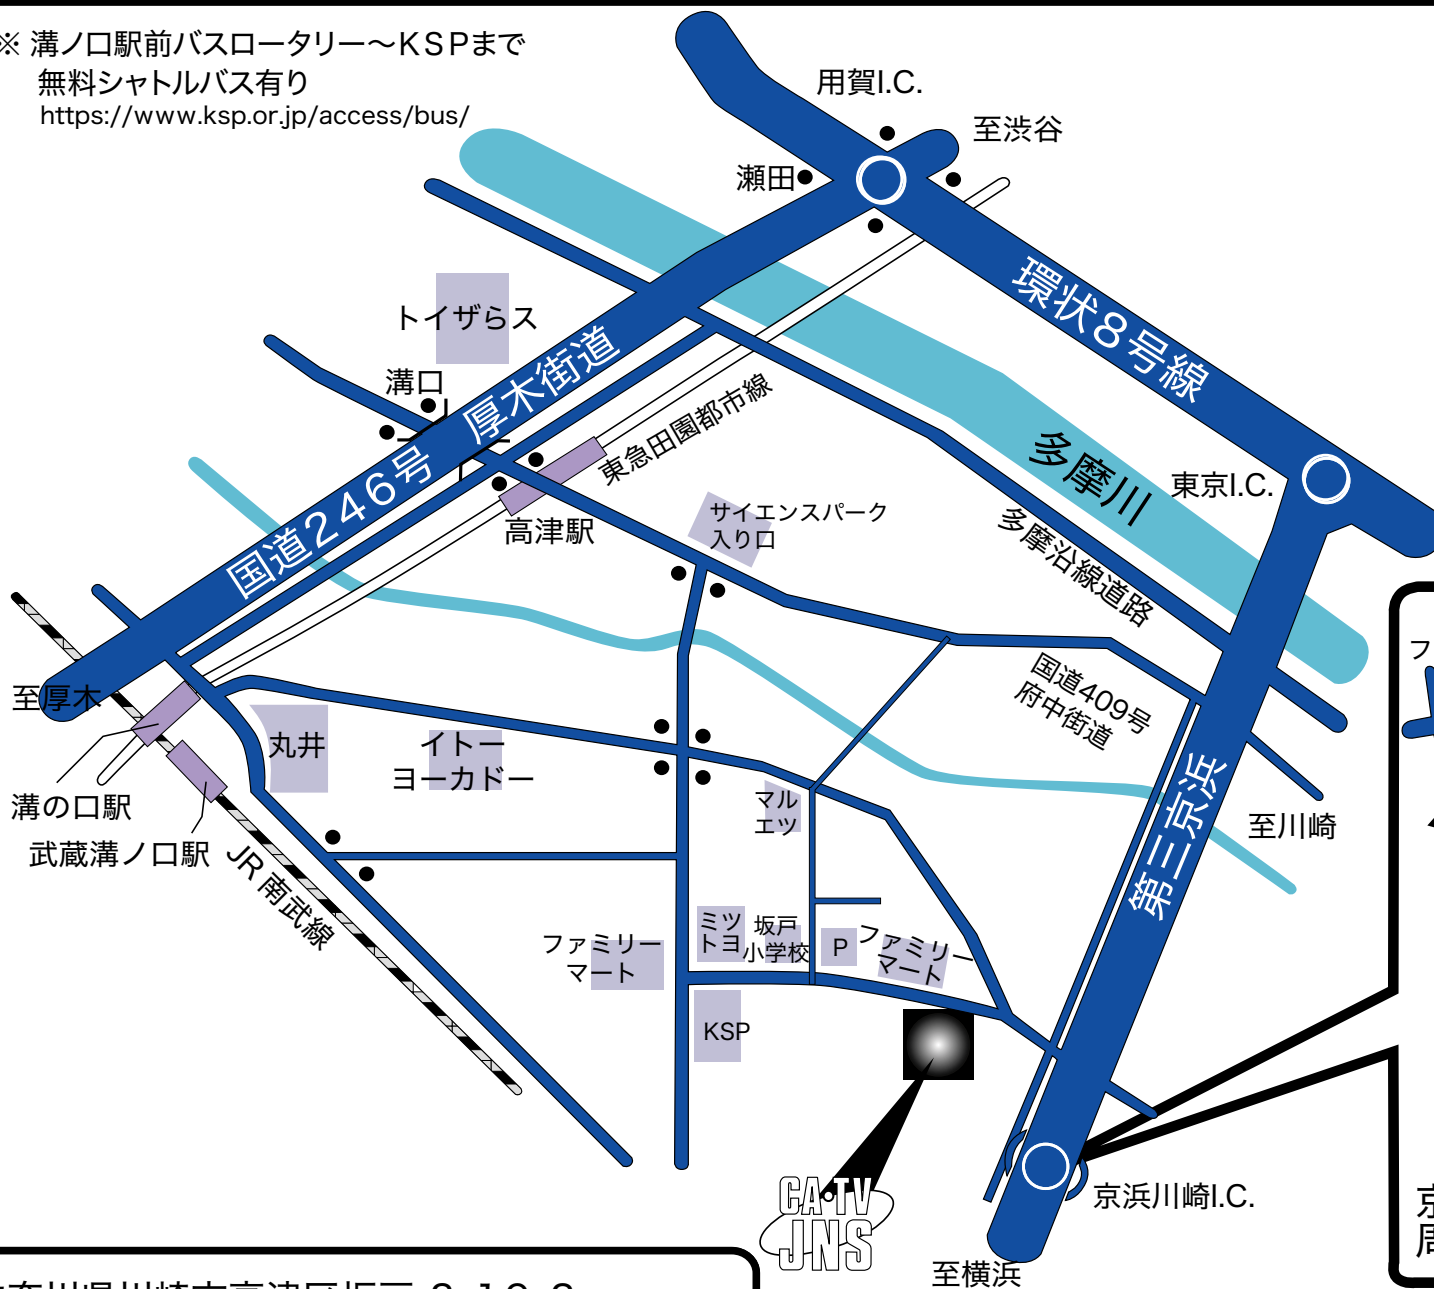 ※ 溝ノ口駅前バスロータリー～KSPまで
無料シャトルバス有り
https://www.ksp.or.jp/access/bus/
用賀I.C.
至渋谷
瀬田
環状8号線
トイザらス
溝口
国道246号 厚木街道
東急田園都市線
多摩川
東京I.C.
高津駅
サイエンスパーク
入り口
多摩沿線道路
国道409号
府中街道
至厚木
丸井
イトー
ヨーカドー
溝の口駅
武蔵溝ノ口駅
JR 南武線
マル
エツ
第三京浜
至川崎
ファミリー
マート
ミツ
トヨ
坂戸
小学校
P
ファミリー
マート
KSP
CATV
JNS
京浜川崎I.C.
至横浜
フ